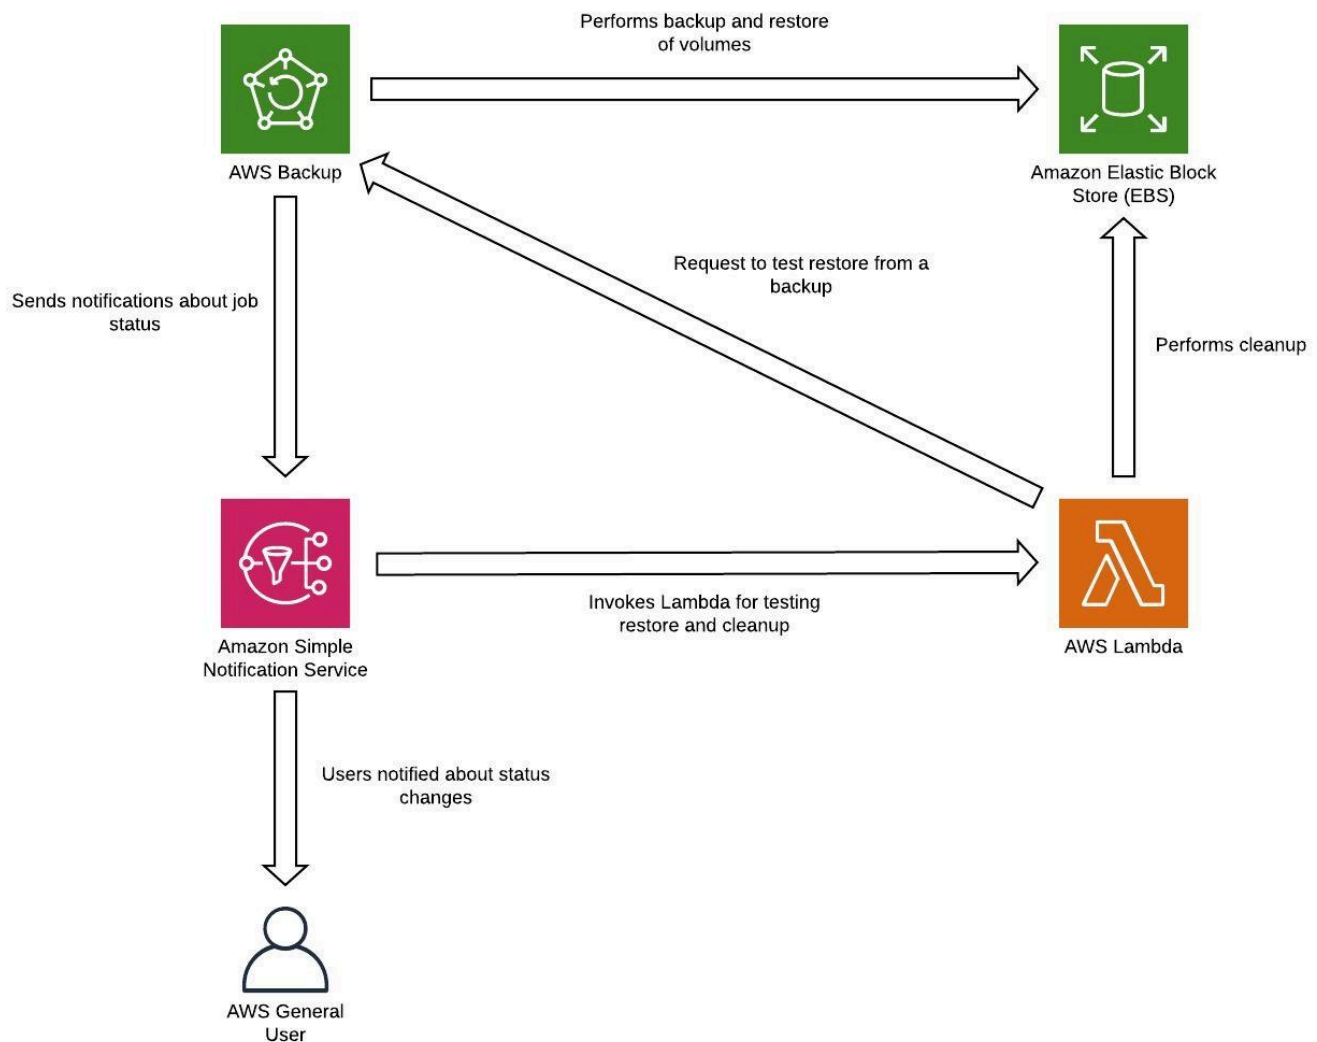 Performs backup and restore
of volumes
AWS Backup
Amazon Elastic Block
Store (EBS)
Request to test restore from a
backup
Sends notifications about job
status
Performs cleanup
Invokes Lambda for testing
restore and cleanup
Amazon Simple
Notification Service
AWS Lambda
Users notified about status
changes
AWS General
User